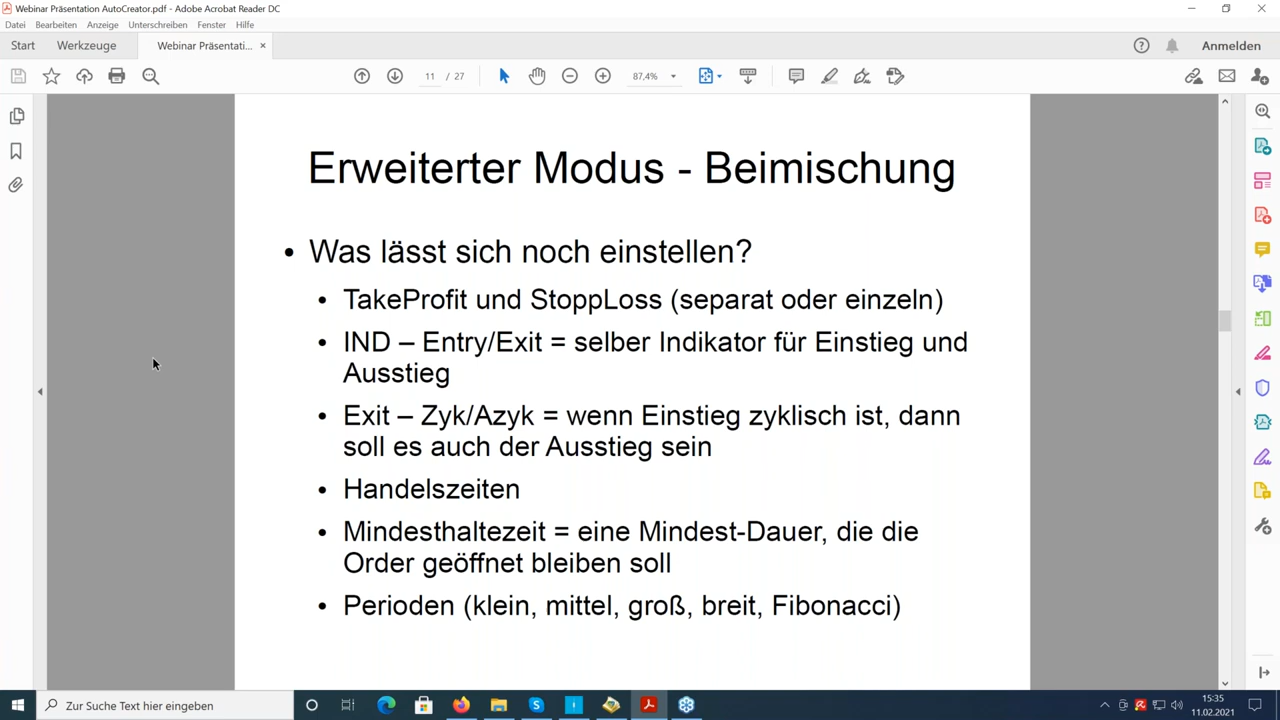 Webinar Präsentation AutoCreator.pdf - Adobe Acrobat Reader DC
Datei Bearbeiten Anzeige Unterschreiben Fenster Hilfe
Start Werkzeuge Webinar Präsentati... × Anmelden
11 / 27 87,4%
Erweiterter Modus - Beimischung
• Was lässt sich noch einstellen?
• TakeProfit und StoppLoss (separat oder einzeln)
• IND – Entry/Exit = selber Indikator für Einstieg und
Ausstieg
• Exit – Zyk/Azyk = wenn Einstieg zyklisch ist, dann
soll es auch der Ausstieg sein
• Handelszeiten
• Mindesthaltezeit = eine Mindest-Dauer, die die
Order geöffnet bleiben soll
• Perioden (klein, mittel, groß, breit, Fibonacci)
Zur Suche Text hier eingeben
15:35
11.02.2021